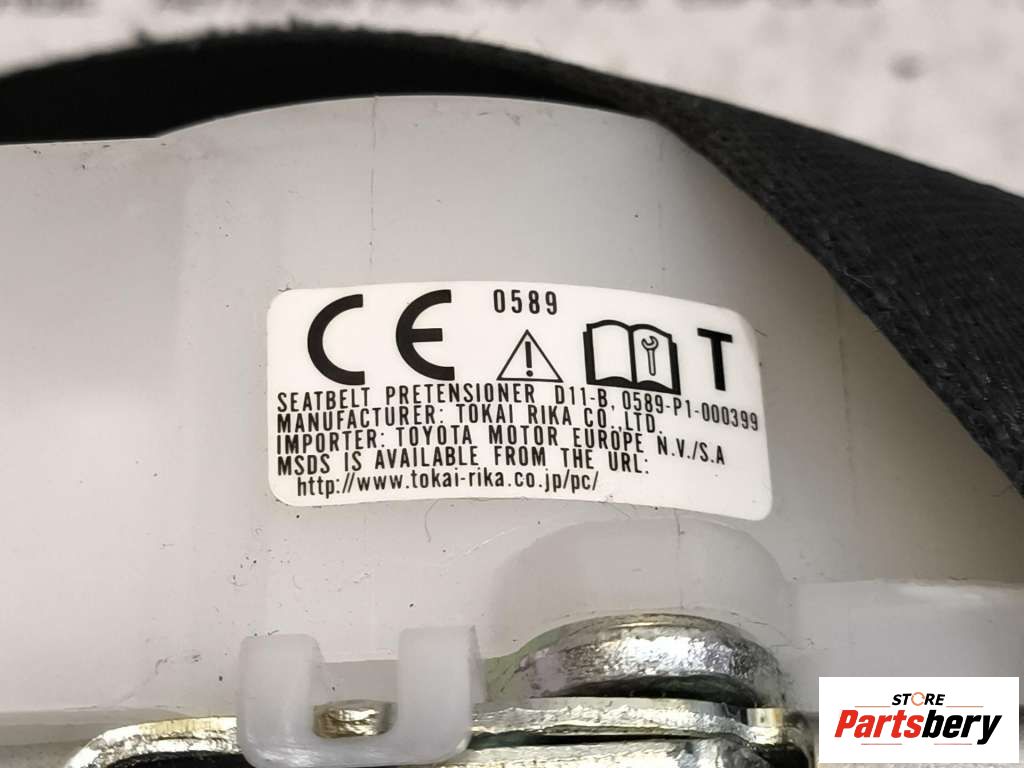 CE 0589 T
SEATBELT PRETENSIONER D11-B, 0589-P1-000399
MANUFACTURER: TOKAI RIKA CO.,LTD.
IMPORTER: TOYOTA MOTOR EUROPE N.V./S.A
MSDS IS AVAILABLE FROM THE URL:
http://www.tokai-rika.co.jp/pc/
STORE
Partsbery